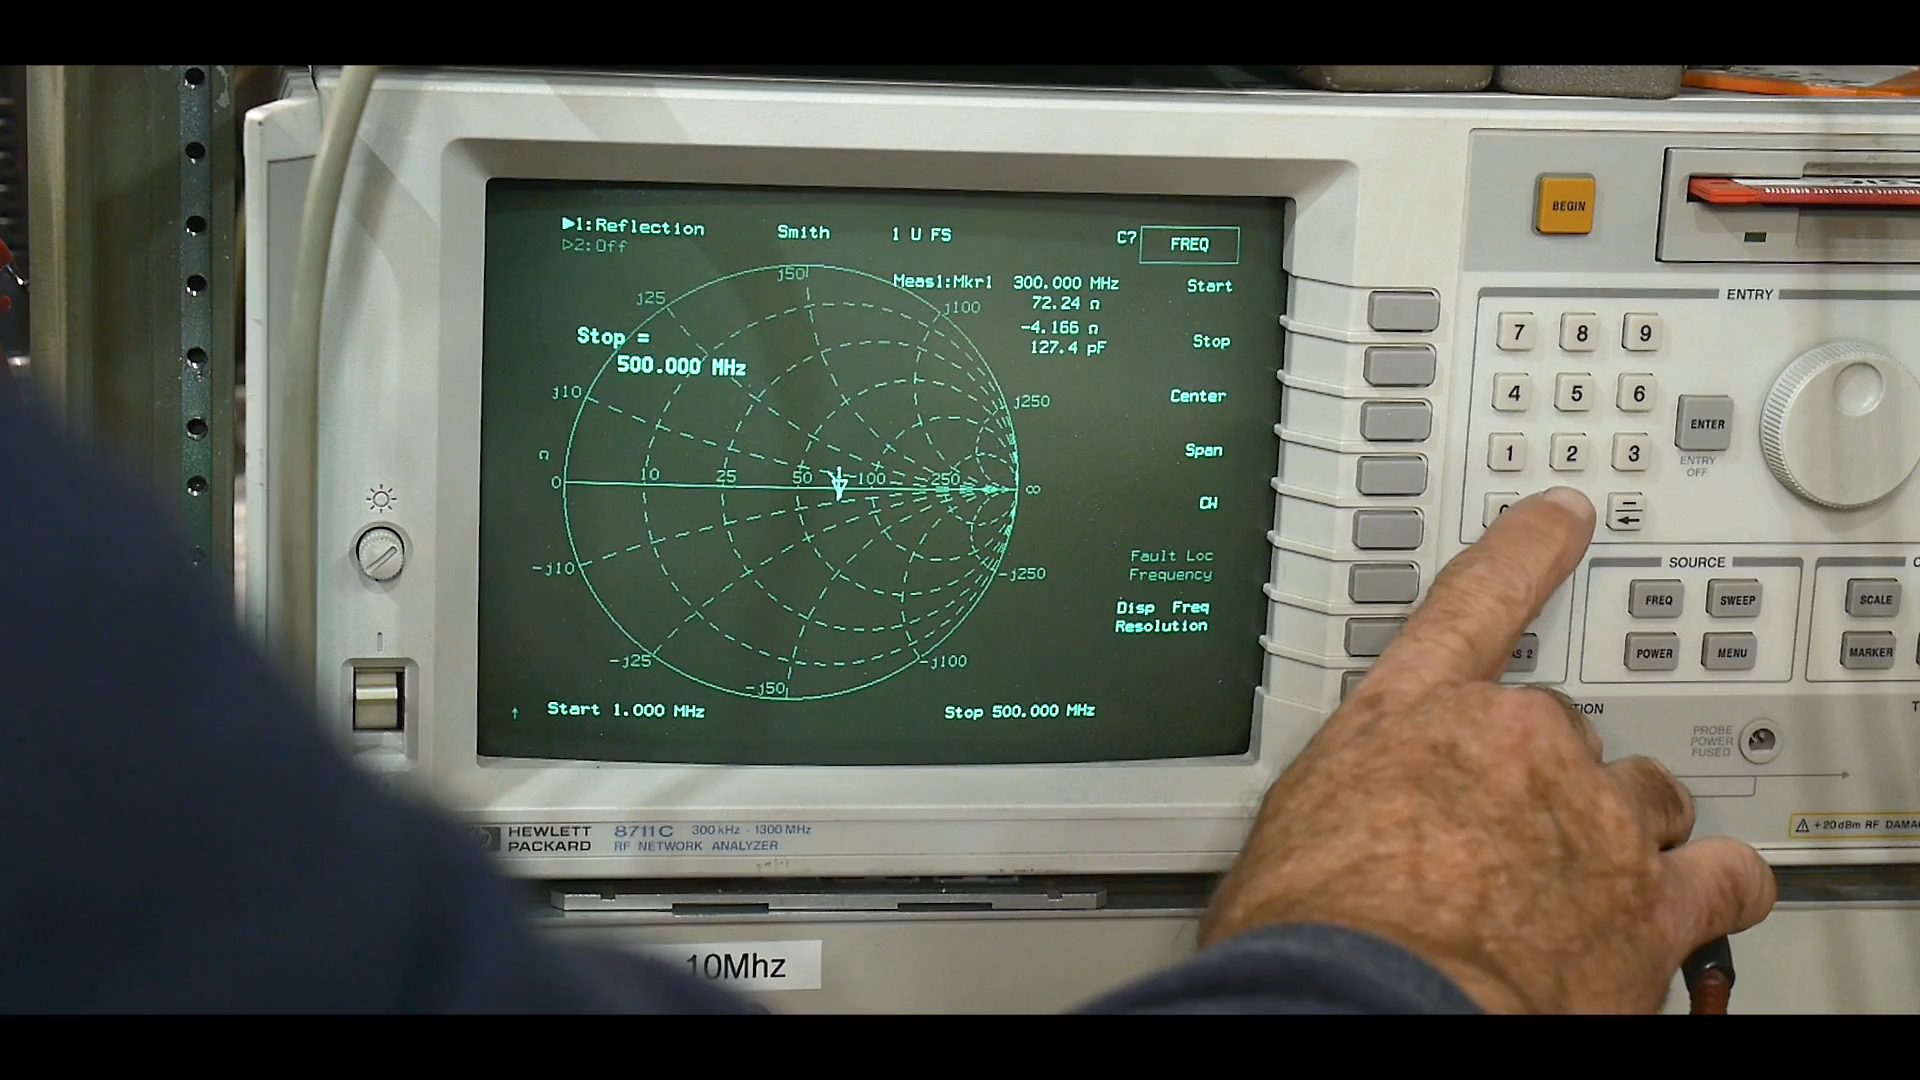 ▶1:Reflection Smith 1 U FS
▷2:Off
C?
FREQ
Meas1:Mkr1 300.000 MHz
72.24 Ω
-4.166 Ω
127.4 pF
Stop =
500.000 MHz
Start
Stop
Center
Span
CW
Fault Loc
Frequency
Disp Freq
Resolution
j50
j25
j100
j10
j250
Ω
0 10 25 50 100 250 ∞
-j10
-j250
-j25
-j100
-j50
↑ Start 1.000 MHz Stop 500.000 MHz
HEWLETT
PACKARD
8711C 300 kHz - 1300 MHz
RF NETWORK ANALYZER
10Mhz
BEGIN
ENTRY
7 8 9
4 5 6
1 2 3
ENTER
ENTRY
OFF
SOURCE
FREQ SWEEP
POWER MENU
SCALE
MARKER
PROBE
POWER
FUSED
+20 dBm RF